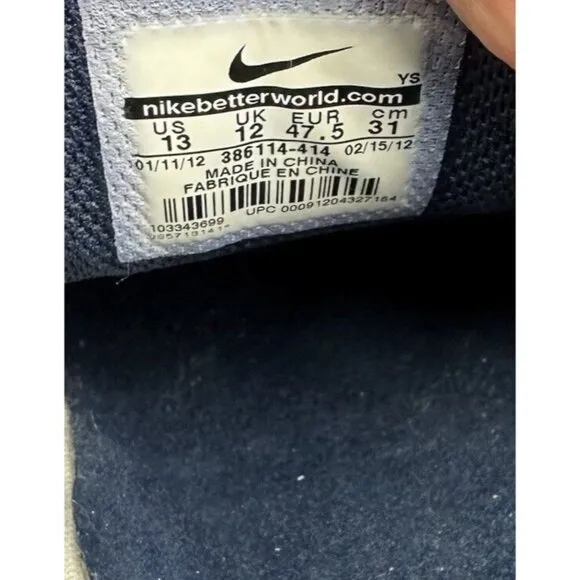 YS
nikebetterworld.com
US UK EUR cm
13 12 47.5 31
01/11/12 386114-414 02/15/12
MADE IN CHINA
FABRIQUE EN CHINE
UPC 00091204327184
103343699